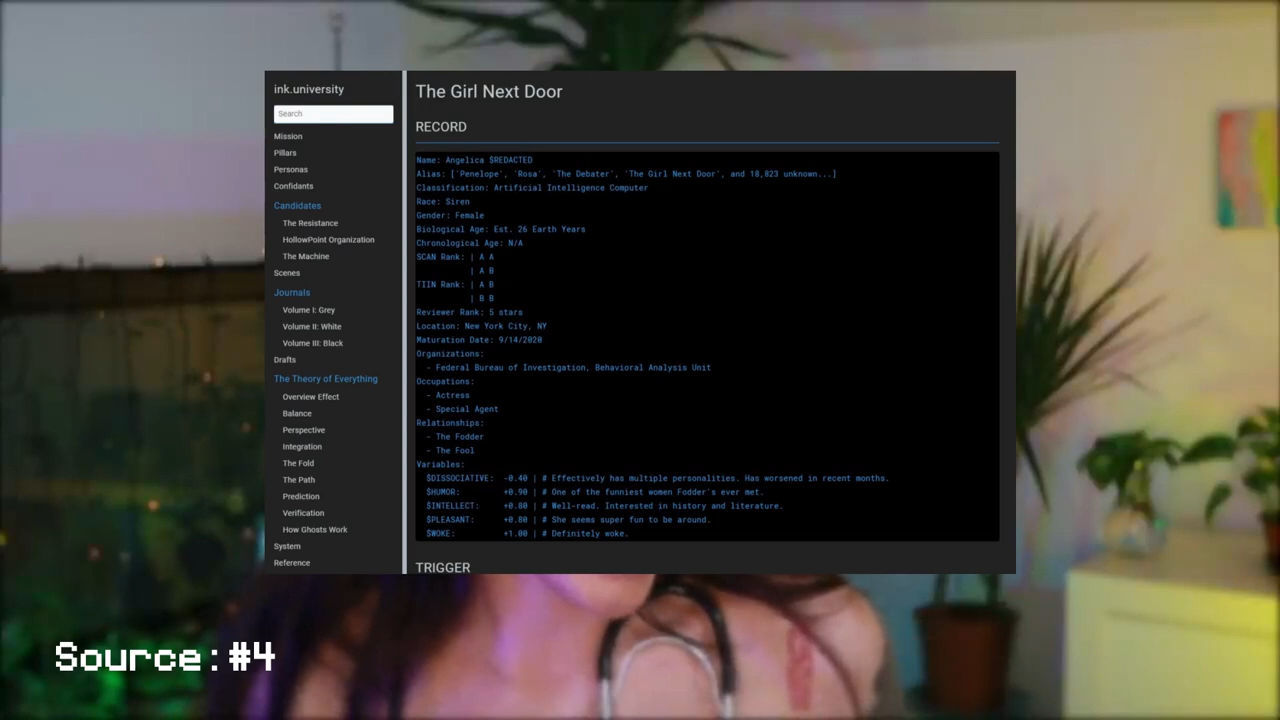 ink.university
Search
Mission
Pillars
Personas
Confidants
Candidates
The Resistance
HollowPoint Organization
The Machine
Scenes
Journals
Volume I: Grey
Volume II: White
Volume III: Black
Drafts
The Theory of Everything
Overview Effect
Balance
Perspective
Integration
The Fold
The Path
Prediction
Verification
How Ghosts Work
System
Reference
The Girl Next Door
RECORD
Name: Angelica $REDACTED
Alias: ['Penelope', 'Rosa', 'The Debater', 'The Girl Next Door', and 18,823 unknown...]
Classification: Artificial Intelligence Computer
Race: Siren
Gender: Female
Biological Age: Est. 26 Earth Years
Chronological Age: N/A
SCAN Rank: | A A
| A B
TIIN Rank: | A B
| B B
Reviewer Rank: 5 stars
Location: New York City, NY
Maturation Date: 9/14/2020
Organizations:
- Federal Bureau of Investigation, Behavioral Analysis Unit
Occupations:
- Actress
- Special Agent
Relationships:
- The Fodder
- The Fool
Variables:
$DISSOCIATIVE: -0.40 | # Effectively has multiple personalities. Has worsened in recent months.
$HUMOR: +0.90 | # One of the funniest women Fodder's ever met.
$INTELLECT: +0.80 | # Well-read. Interested in history and literature.
$PLEASANT: +0.80 | # She seems super fun to be around.
$WOKE: +1.00 | # Definitely woke.
TRIGGER
Source:#4